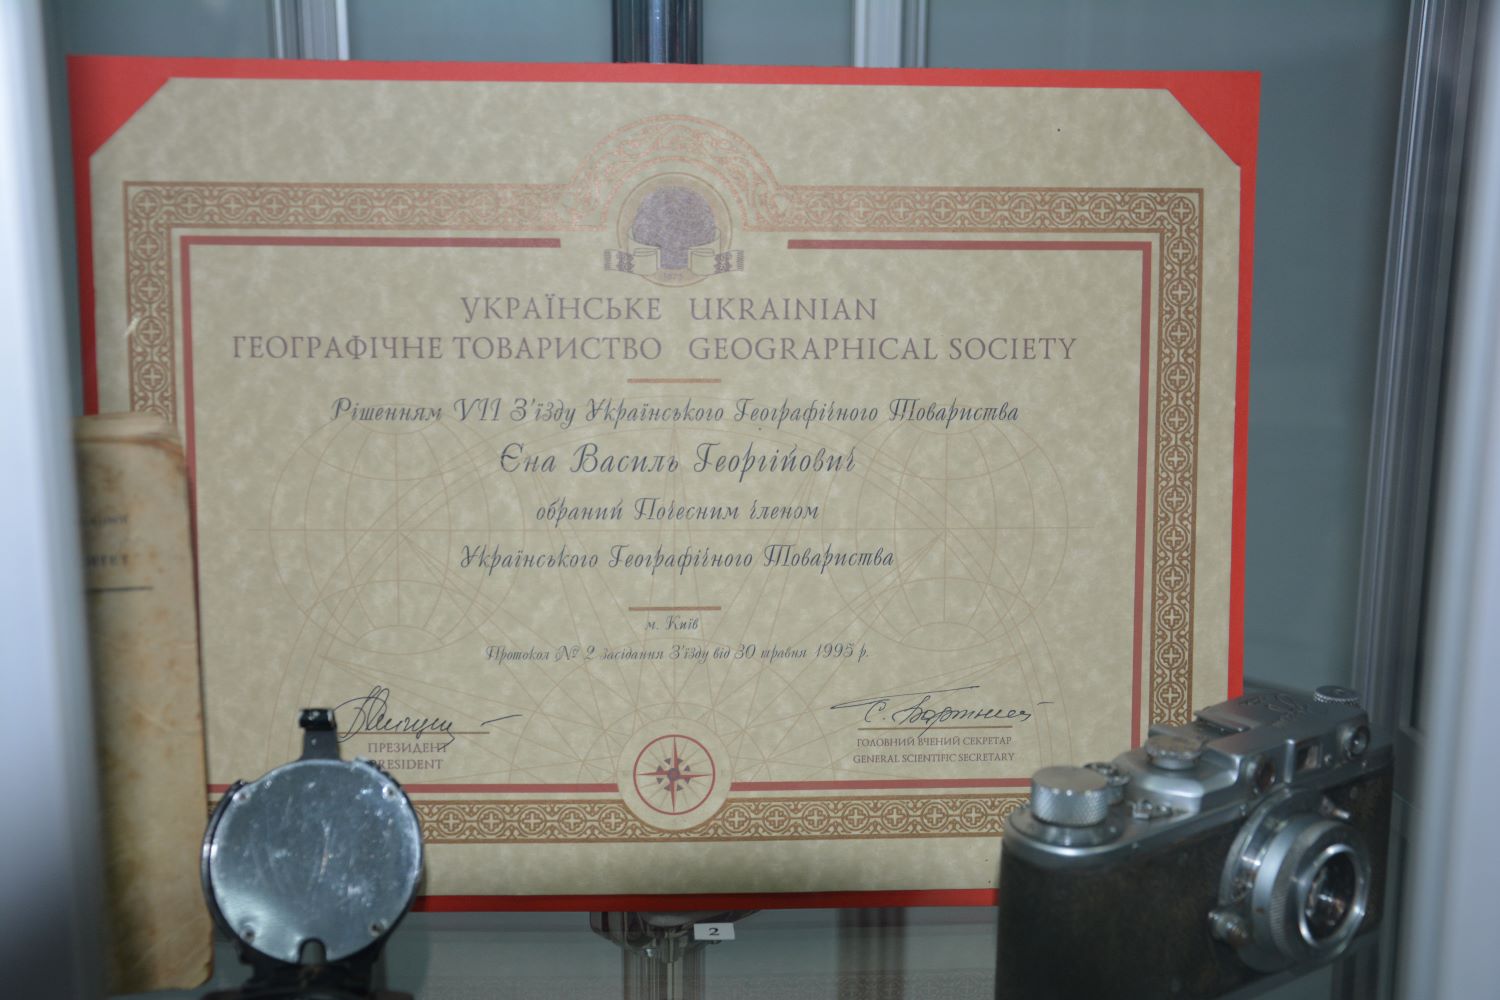 УКРАЇНСЬКЕ UKRAINIAN
ГЕОГРАФІЧНЕ ТОВАРИСТВО GEOGRAPHICAL SOCIETY
Рішенням VII З'їзду Українського Географічного Товариства
Єна Василь Георгійович
обраний Почесним членом
Українського Географічного Товариства
м. Київ
Протокол № 2 засідання З'їзду від 30 травня 1995 р.
ПРЕЗИДЕНТ
PRESIDENT
ГОЛОВНИЙ ВЧЕНИЙ СЕКРЕТАР
GENERAL SCIENTIFIC SECRETARY
2